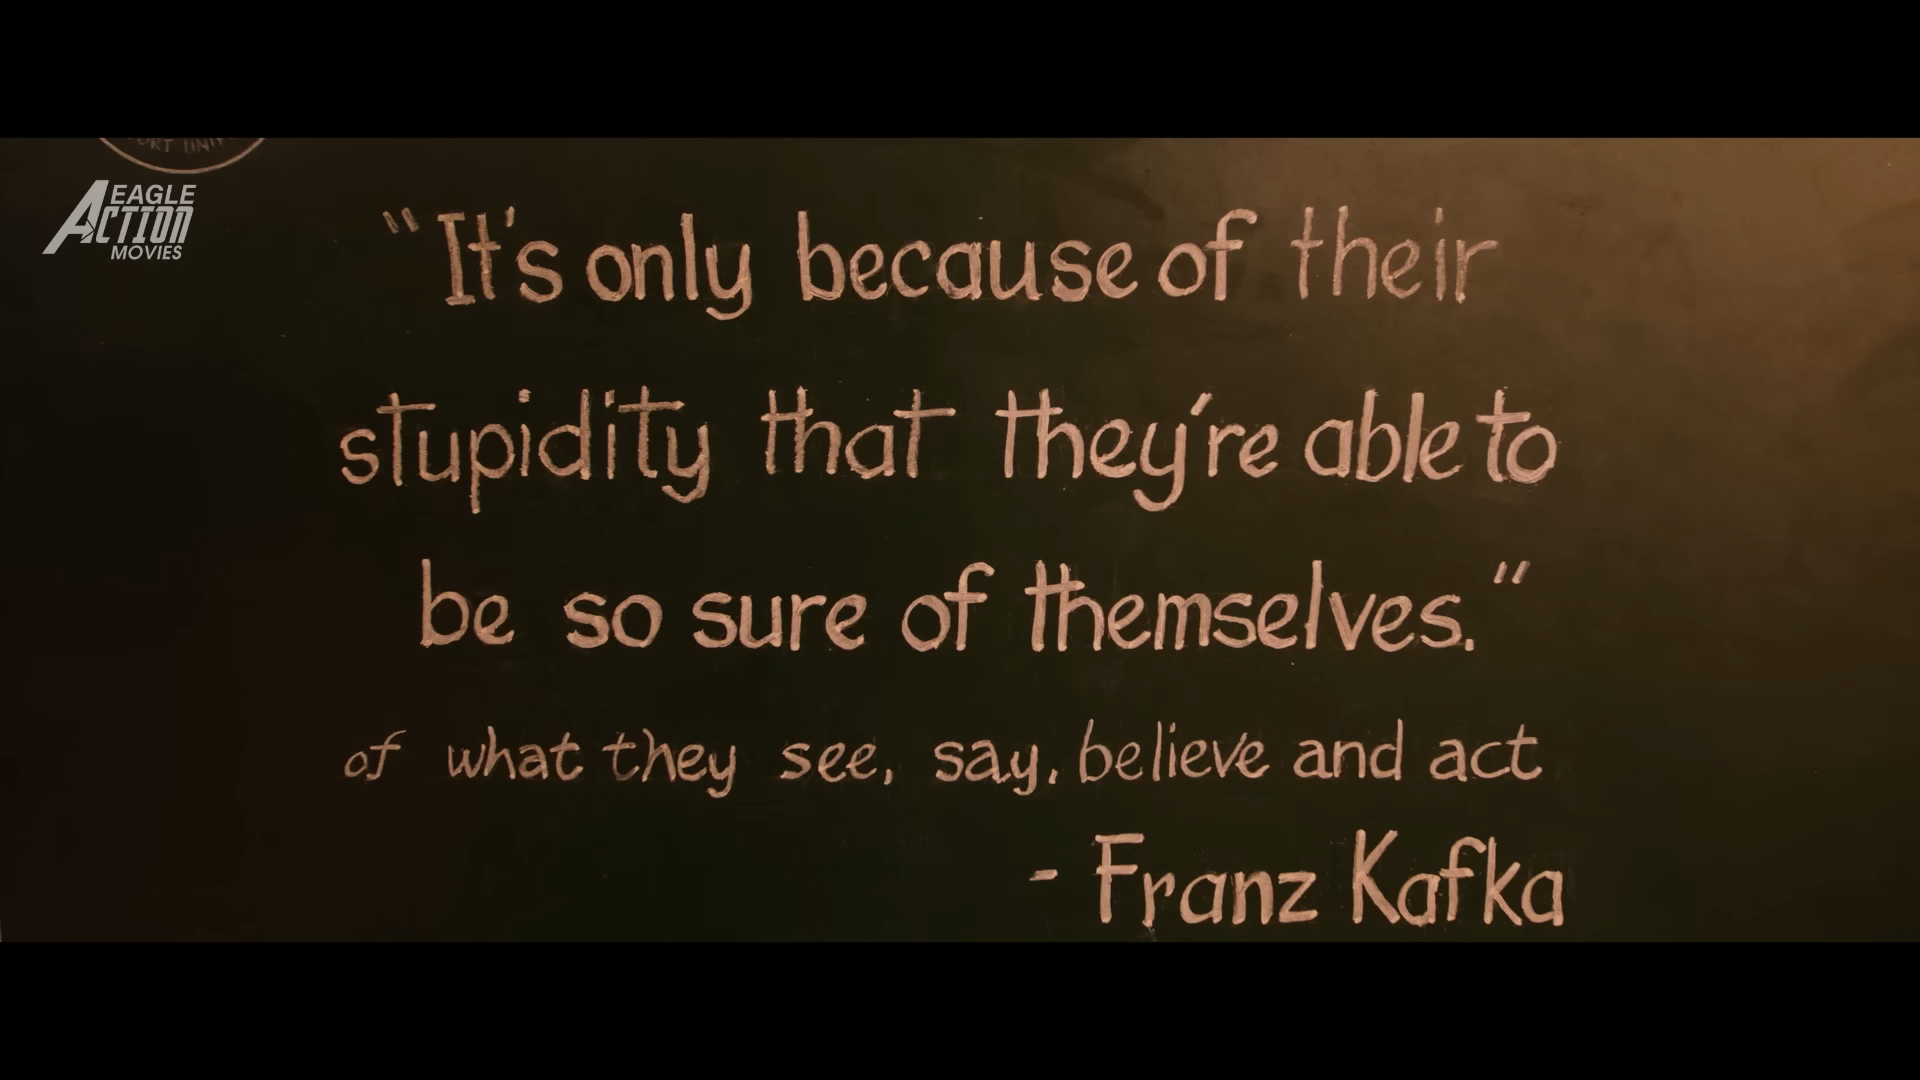 EAGLE
ACTION
MOVIES
"It's only because of their
stupidity that they're able to
be so sure of themselves."
of what they see, say, believe and act
- Franz Kafka